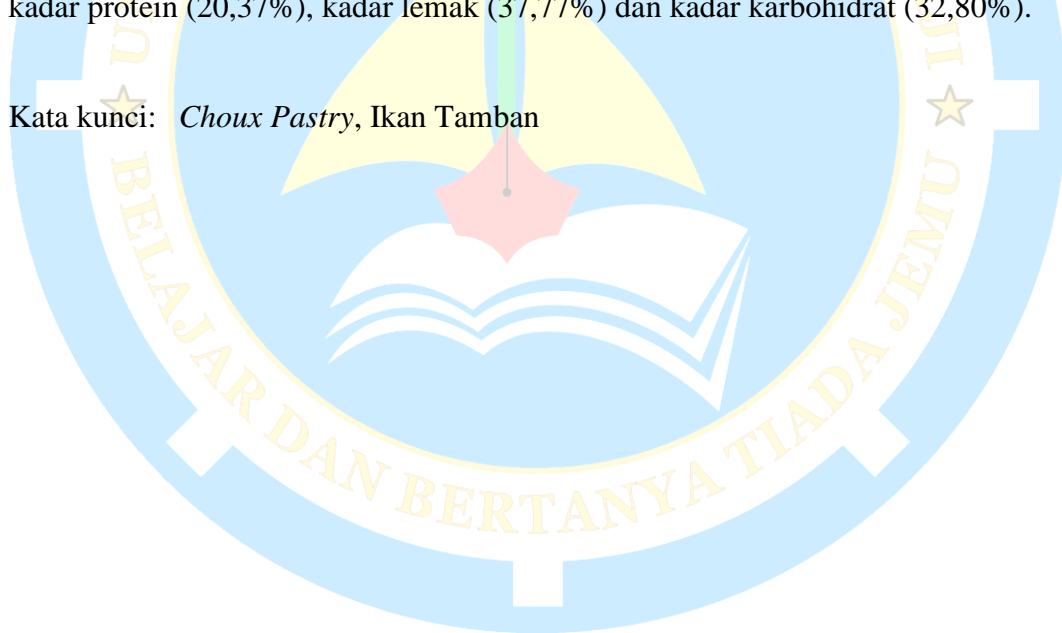 kadar protein (20,37%), kadar lemak (37,77%) dan kadar karbohidrat (32,80%).
Kata kunci: Choux Pastry, Ikan Tamban
BELAJAR DAN BERTANYA TIADA JEMU